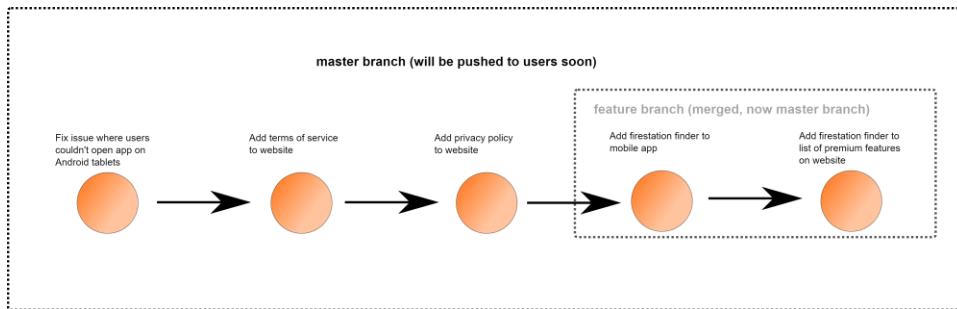 master branch (will be pushed to users soon)
feature branch (merged, now master branch)
Fix issue where users
couldn't open app on
Android tablets
Add terms of service
to website
Add privacy policy
to website
Add firestation finder to
mobile app
Add firestation finder to
list of premium features
on website